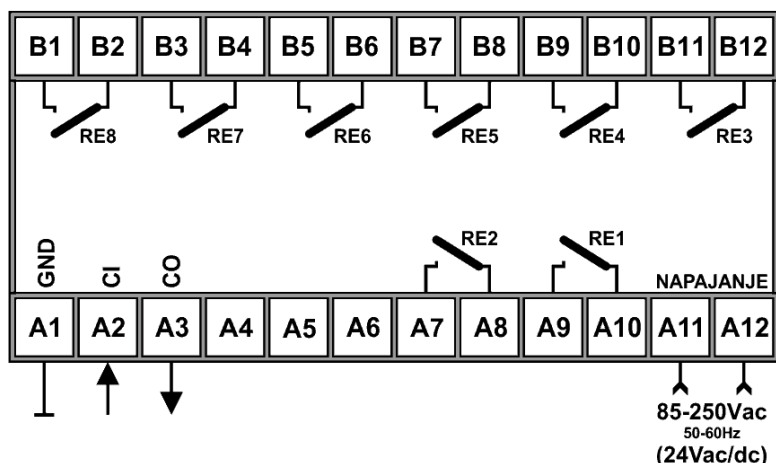 B1 B2 B3 B4 B5 B6 B7 B8 B9 B10 B11 B12
RE8 RE7 RE6 RE5 RE4 RE3
RE2 RE1
GND CI CO NAPAJANJE
A1 A2 A3 A4 A5 A6 A7 A8 A9 A10 A11 A12
85-250Vac
50-60Hz
(24Vac/dc)